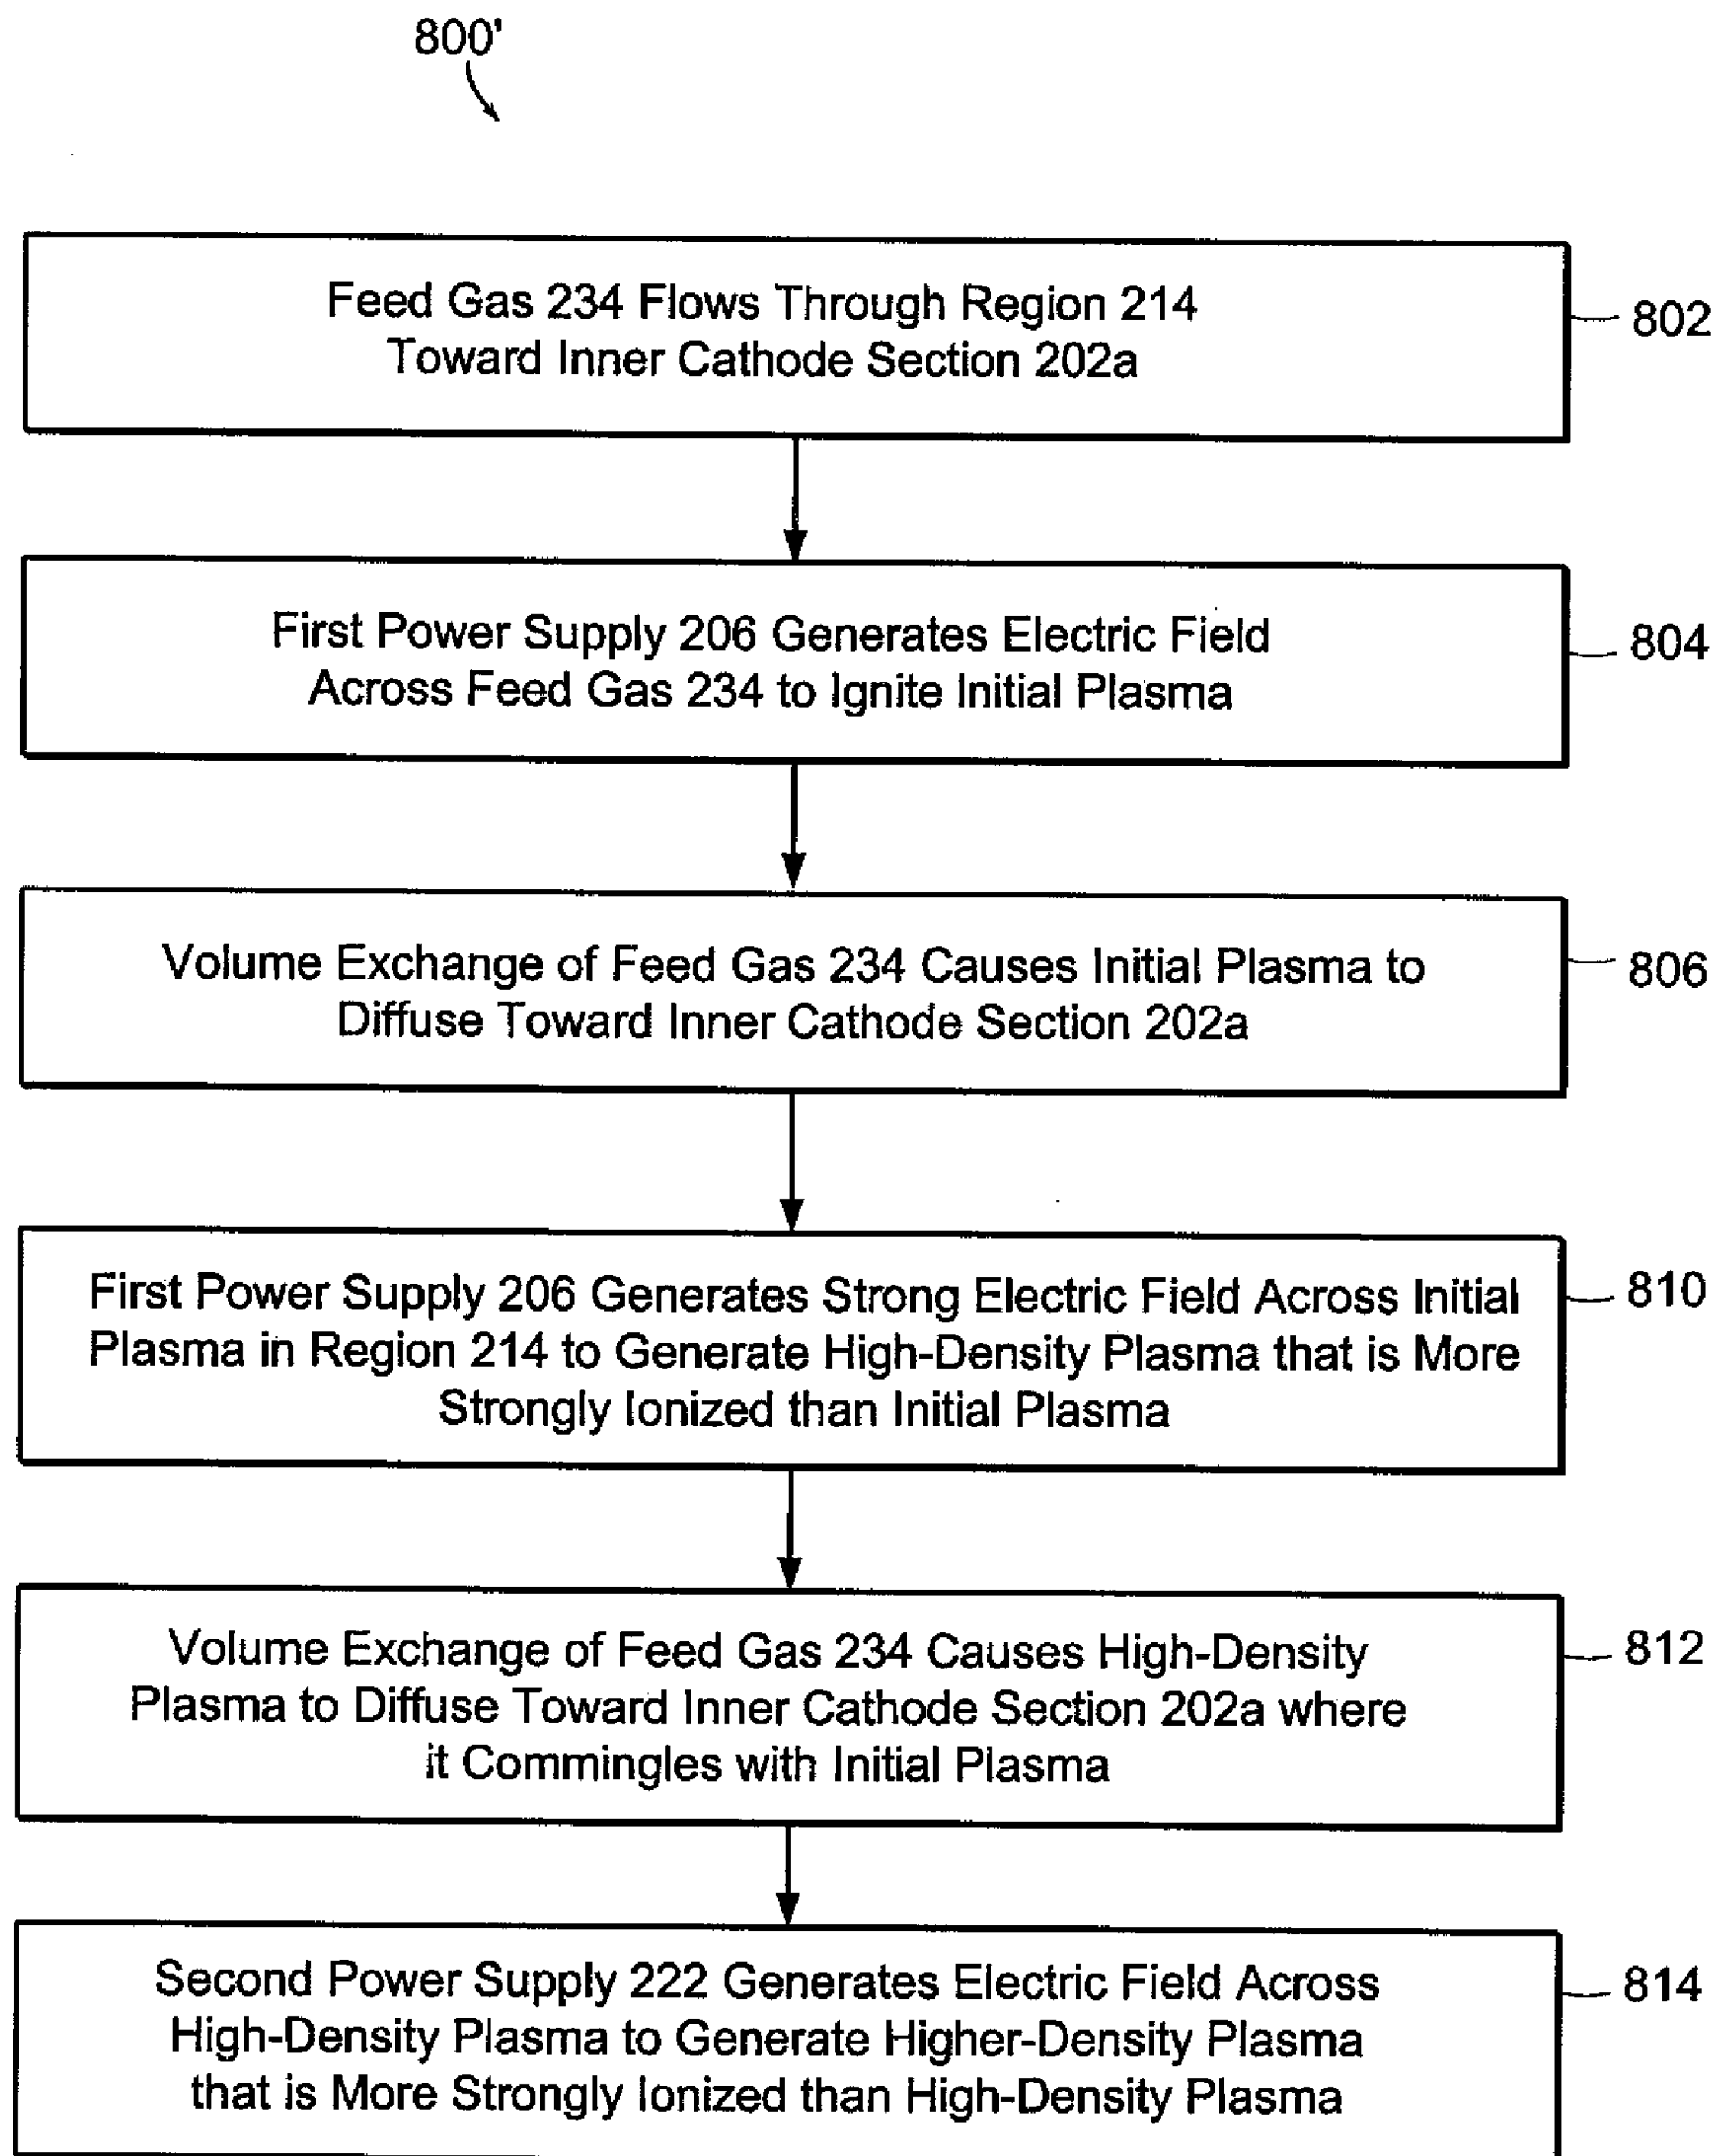 800'
Feed Gas 234 Flows Through Region 214
Toward Inner Cathode Section 202a
802
First Power Supply 206 Generates Electric Field
Across Feed Gas 234 to Ignite Initial Plasma
804
Volume Exchange of Feed Gas 234 Causes Initial Plasma to
Diffuse Toward Inner Cathode Section 202a
806
First Power Supply 206 Generates Strong Electric Field Across Initial
Plasma in Region 214 to Generate High-Density Plasma that is More
Strongly Ionized than Initial Plasma
810
Volume Exchange of Feed Gas 234 Causes High-Density
Plasma to Diffuse Toward Inner Cathode Section 202a where
it Commingles with Initial Plasma
812
Second Power Supply 222 Generates Electric Field Across
High-Density Plasma to Generate Higher-Density Plasma
that is More Strongly Ionized than High-Density Plasma
814